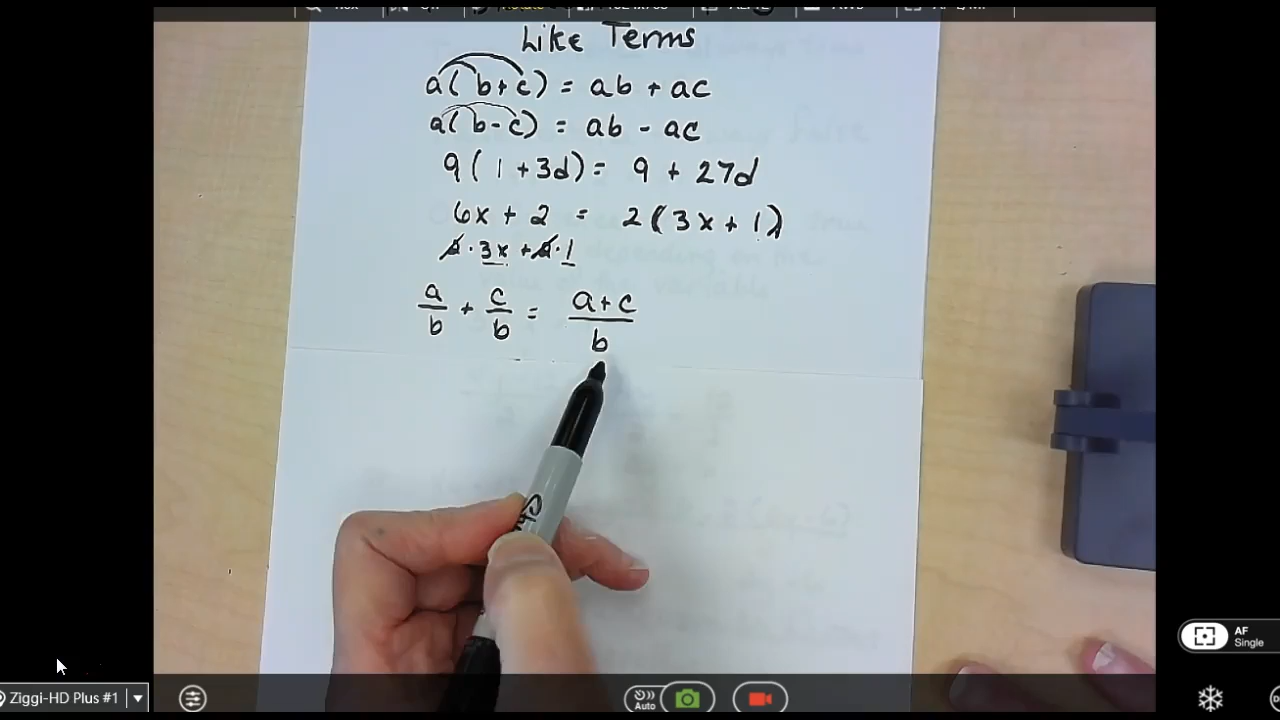 Like Terms
a(b+c) = ab + ac
a(b-c) = ab - ac
9(1+3d) = 9 + 27d
6x + 2 = 2(3x+1)
2·3x + 2·1
a/b + c/b = a+c/b
AF
Single
Ziggi-HD Plus #1
Auto